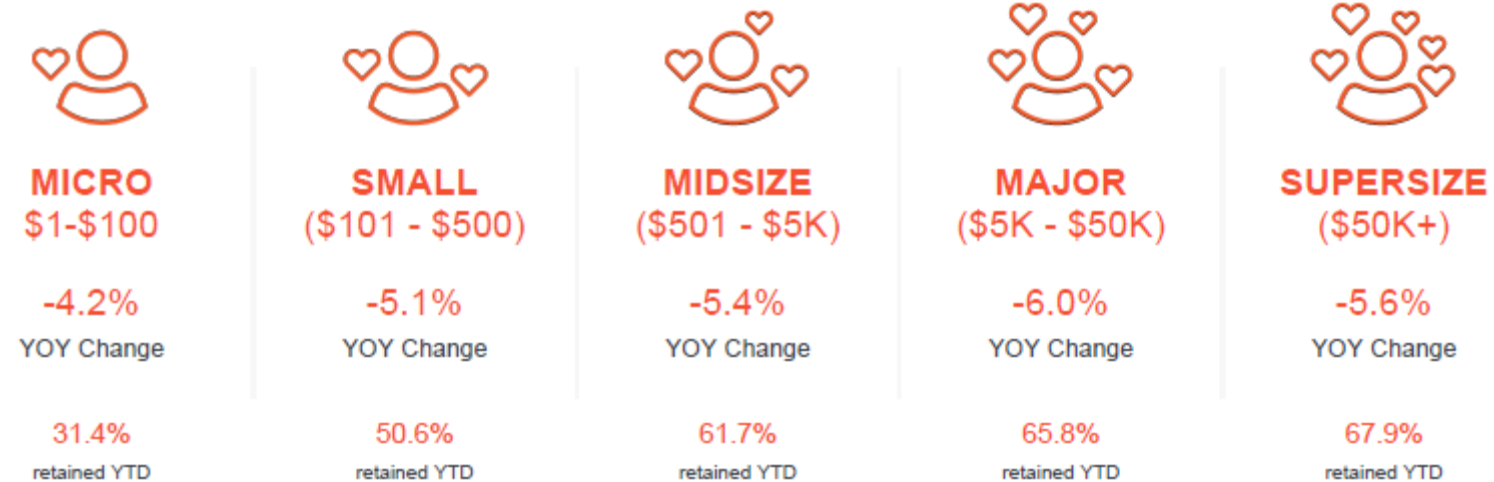 MICRO
$1-$100
-4.2%
YOY Change
31.4%
retained YTD
SMALL
($101 - $500)
-5.1%
YOY Change
50.6%
retained YTD
MIDSIZE
($501 - $5K)
-5.4%
YOY Change
61.7%
retained YTD
MAJOR
($5K - $50K)
-6.0%
YOY Change
65.8%
retained YTD
SUPERSIZE
($50K+)
-5.6%
YOY Change
67.9%
retained YTD